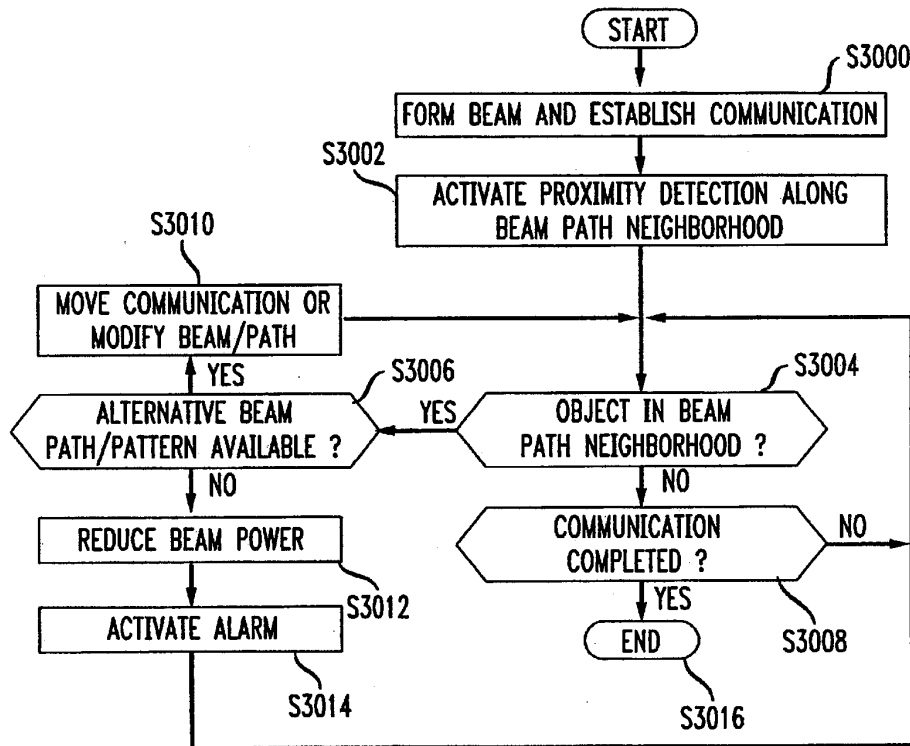 START
S3000
FORM BEAM AND ESTABLISH COMMUNICATION
S3002
ACTIVATE PROXIMITY DETECTION ALONG
BEAM PATH NEIGHBORHOOD
S3010
MOVE COMMUNICATION OR
MODIFY BEAM/PATH
YES
S3006
ALTERNATIVE BEAM
PATH/PATTERN AVAILABLE ?
YES
S3004
OBJECT IN BEAM
PATH NEIGHBORHOOD ?
NO
NO
REDUCE BEAM POWER
S3012
COMMUNICATION
COMPLETED ?
NO
S3008
YES
ACTIVATE ALARM
S3014
END
S3016